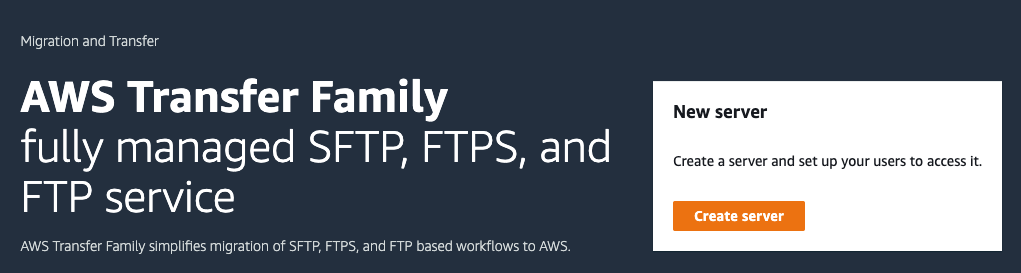 Migration and Transfer
AWS Transfer Family
fully managed SFTP, FTPS, and
FTP service
AWS Transfer Family simplifies migration of SFTP, FTPS, and FTP based workflows to AWS.
New server
Create a server and set up your users to access it.
Create server